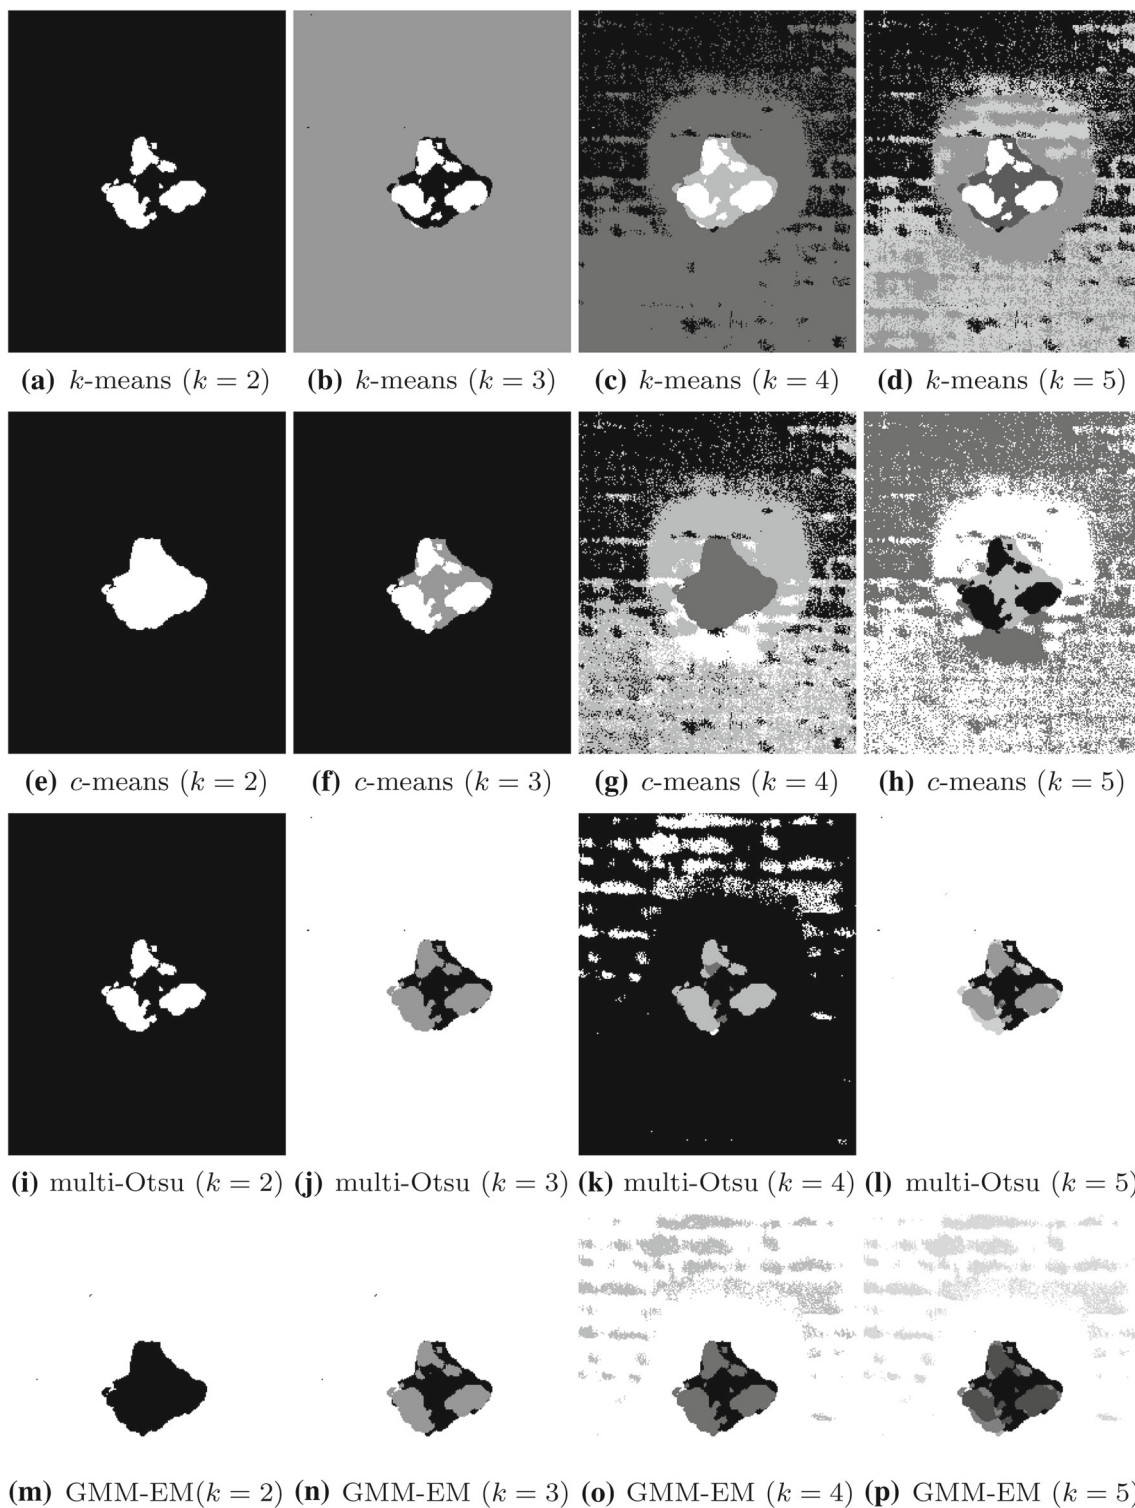 (a) k-means (k = 2) (b) k-means (k = 3) (c) k-means (k = 4) (d) k-means (k = 5)
(e) c-means (k = 2) (f) c-means (k = 3) (g) c-means (k = 4) (h) c-means (k = 5)
(i) multi-Otsu (k = 2) (j) multi-Otsu (k = 3) (k) multi-Otsu (k = 4) (l) multi-Otsu (k = 5)
(m) GMM-EM(k = 2) (n) GMM-EM (k = 3) (o) GMM-EM (k = 4) (p) GMM-EM (k = 5)